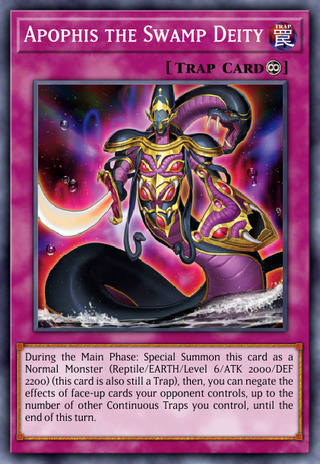 Apophis the Swamp Deity
TRAP
罠
[ Trap Card ]
During the Main Phase: Special Summon this card as a
Normal Monster (Reptile/EARTH/Level 6/ATK 2000/DEF
2200) (this card is also still a Trap), then, you can negate the
effects of face-up cards your opponent controls, up to the
number of other Continuous Traps you control, until the
end of this turn.